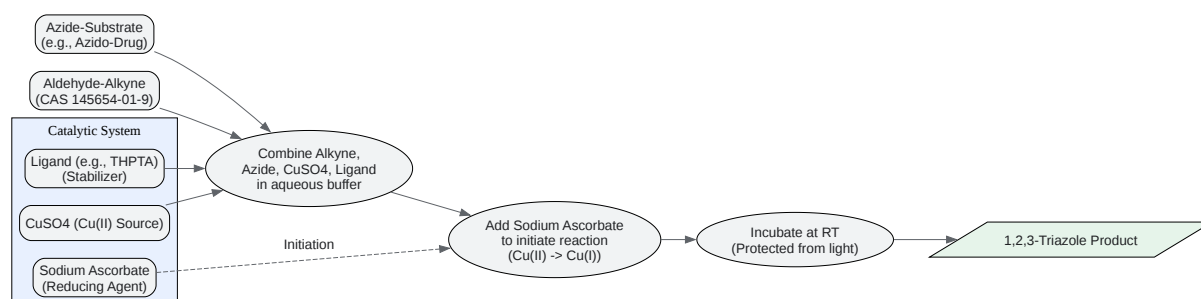 Azide-Substrate
(e.g., Azido-Drug)
Aldehyde-Alkyne
(CAS 145654-01-9)
Catalytic System
Ligand (e.g., THPTA)
(Stabilizer)
CuSO4 (Cu(II) Source)
Sodium Ascorbate
(Reducing Agent)
Combine Alkyne,
Azide, CuSO4, Ligand
in aqueous buffer
Initiation
Add Sodium Ascorbate
to initiate reaction
(Cu(II) -> Cu(I))
Incubate at RT
(Protected from light)
1,2,3-Triazole Product